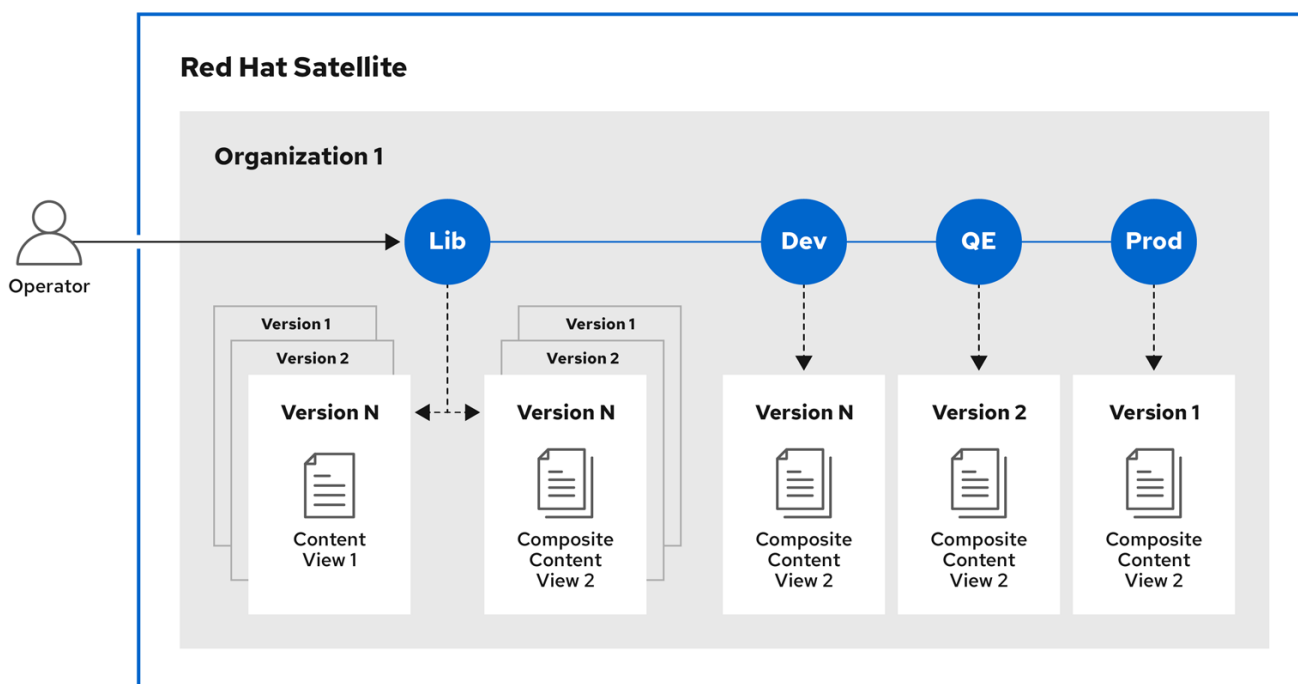 Red Hat Satellite
Organization 1
Operator
Lib
Dev
QE
Prod
Version 1
Version 2
Version N
Content
View 1
Version 1
Version 2
Version N
Composite
Content
View 2
Version N
Composite
Content
View 2
Version 2
Composite
Content
View 2
Version 1
Composite
Content
View 2